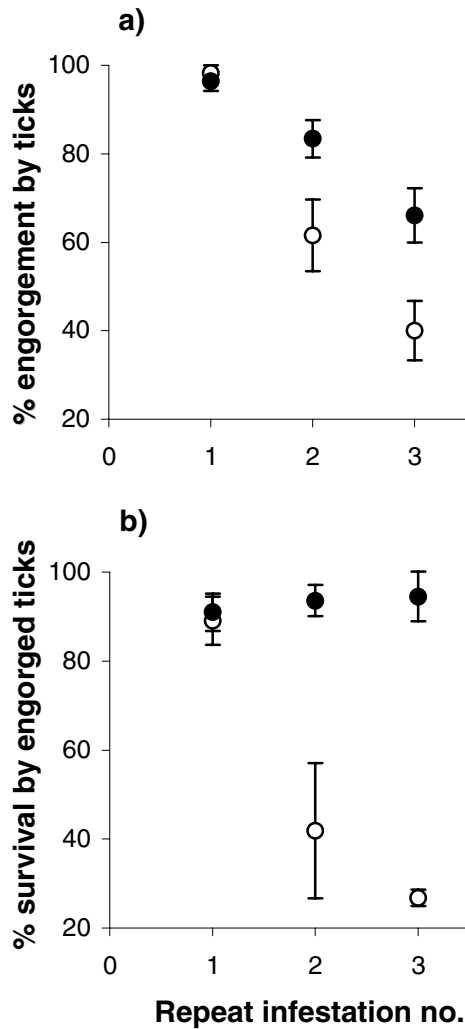 a)
% engorgement by ticks
100
80
60
40
20
0 1 2 3
b)
% survival by engorged ticks
100
80
60
40
20
0 1 2 3
Repeat infestation no.